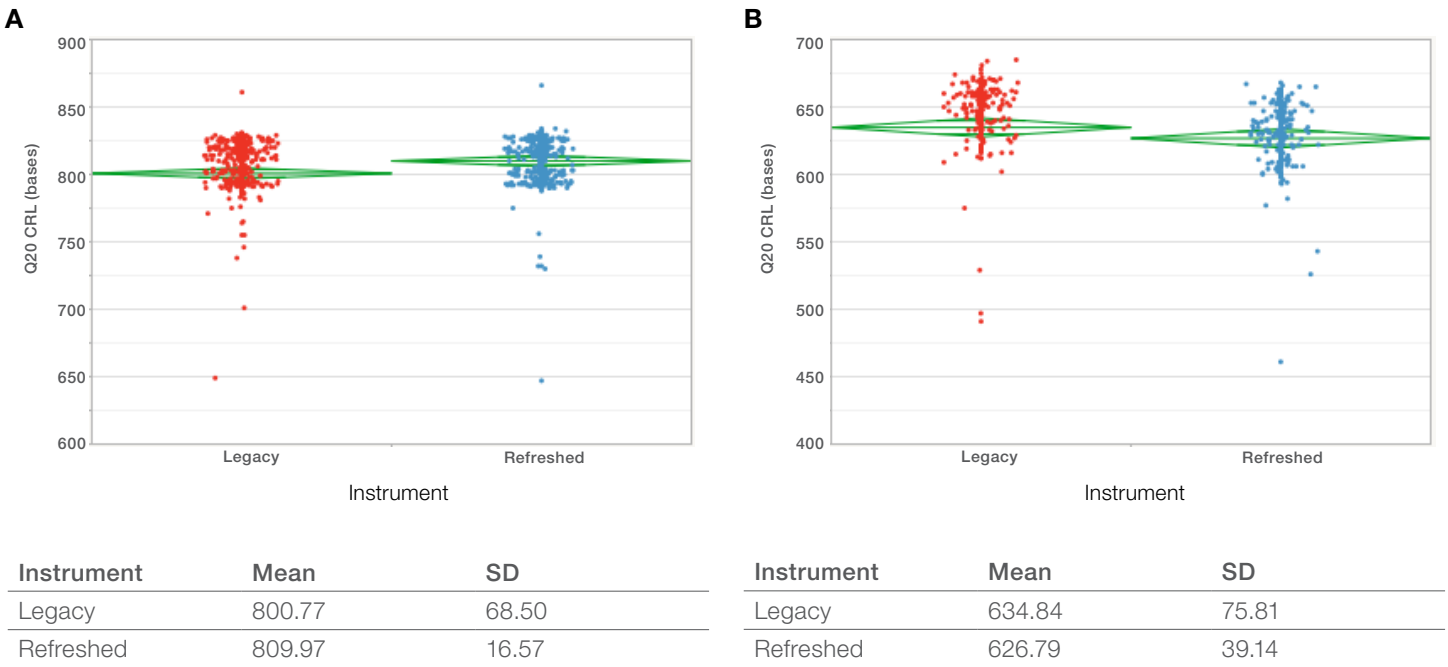 A
900
850
800
750
700
650
600
Q20 CRL (bases)
Legacy
Refreshed
Instrument
Instrument Mean SD
Legacy 800.77 68.50
Refreshed 809.97 16.57
B
700
650
600
550
500
450
400
Q20 CRL (bases)
Legacy
Refreshed
Instrument
Instrument Mean SD
Legacy 634.84 75.81
Refreshed 626.79 39.14